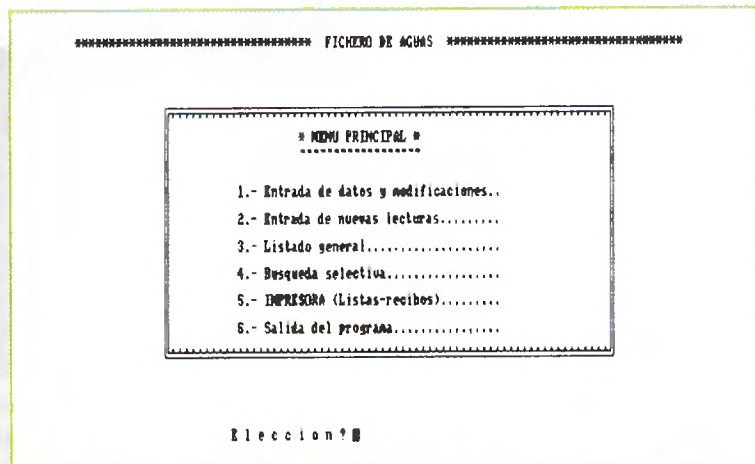 ********************************** FICHERO DE AGUAS **********************************
* MENU PRINCIPAL *
1.- Entrada de datos y modificaciones..
2.- Entrada de nuevas lecturas.........
3.- Listado general....................
4.- Busqueda selectiva.................
5.- IMPRESORA (Listas-recibos).........
6.- Salida del programa................
E l e c c i o n ?